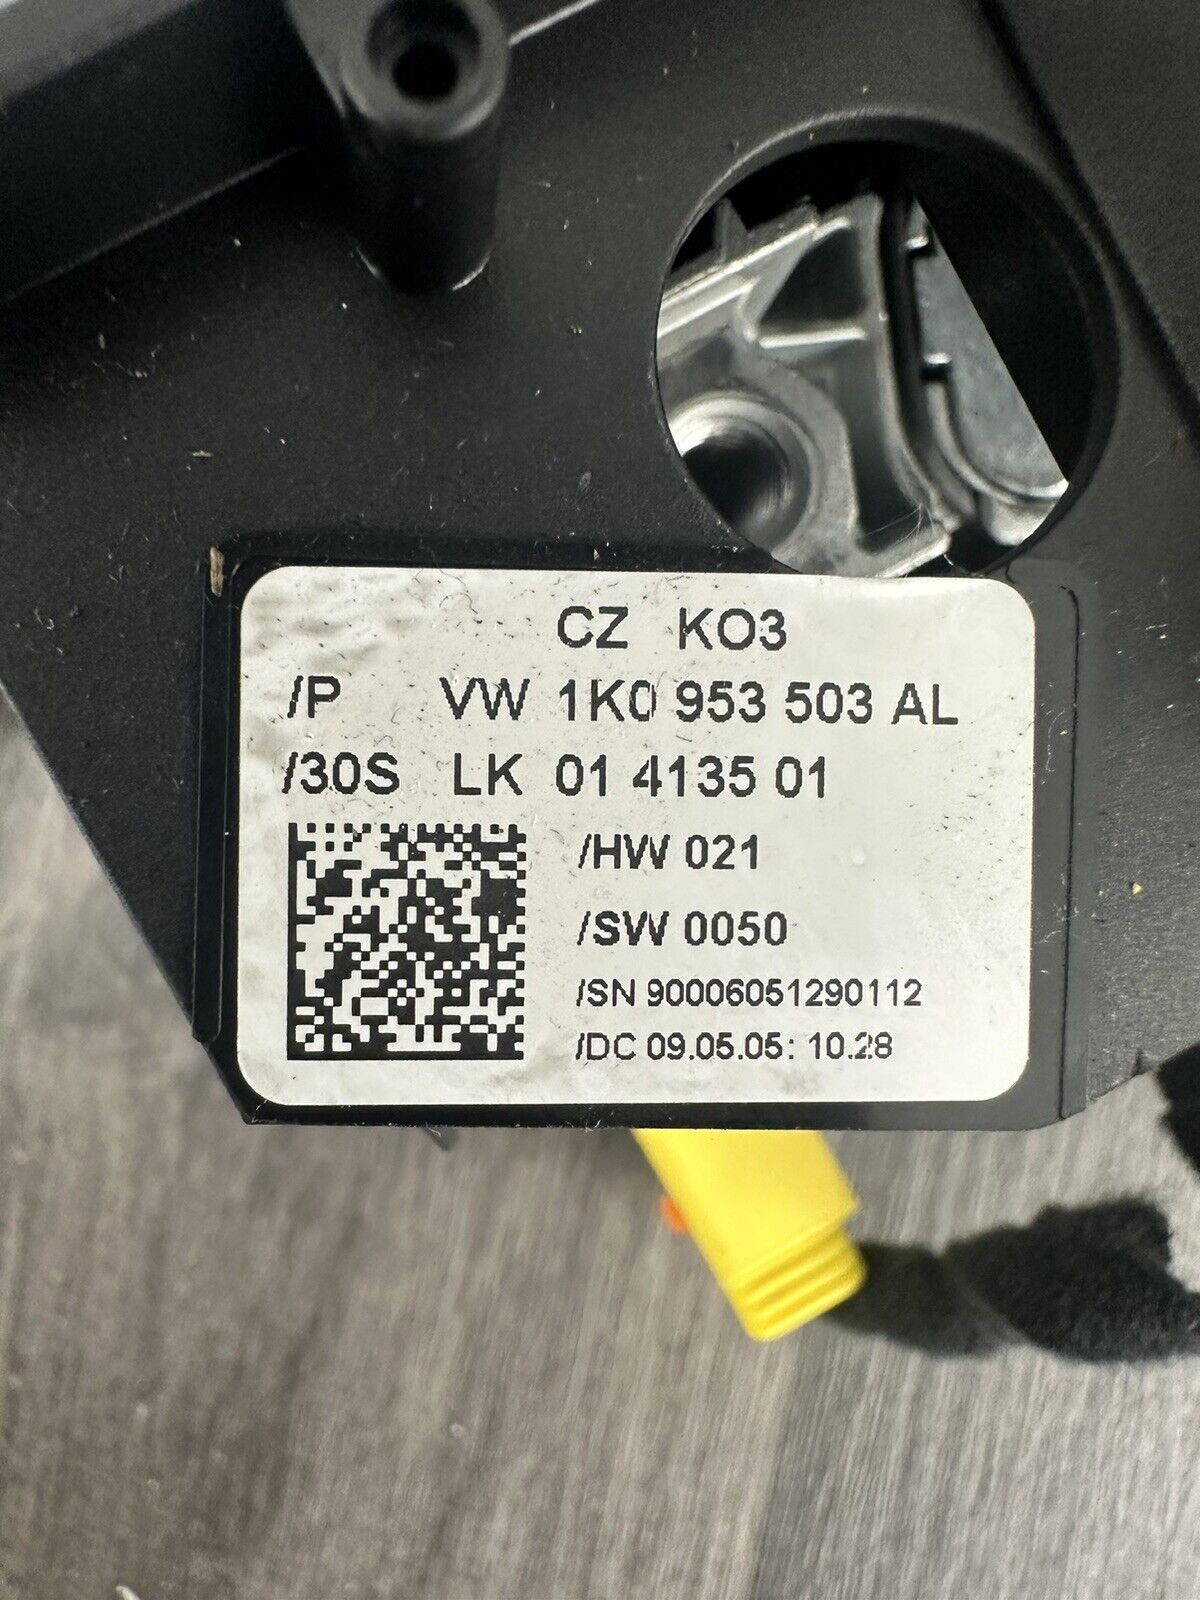 CZ KO3
/P VW 1K0 953 503 AL
/30S LK 01 4135 01
/HW 021
/SW 0050
/SN 90006051290112
/DC 09.05.05: 10.28